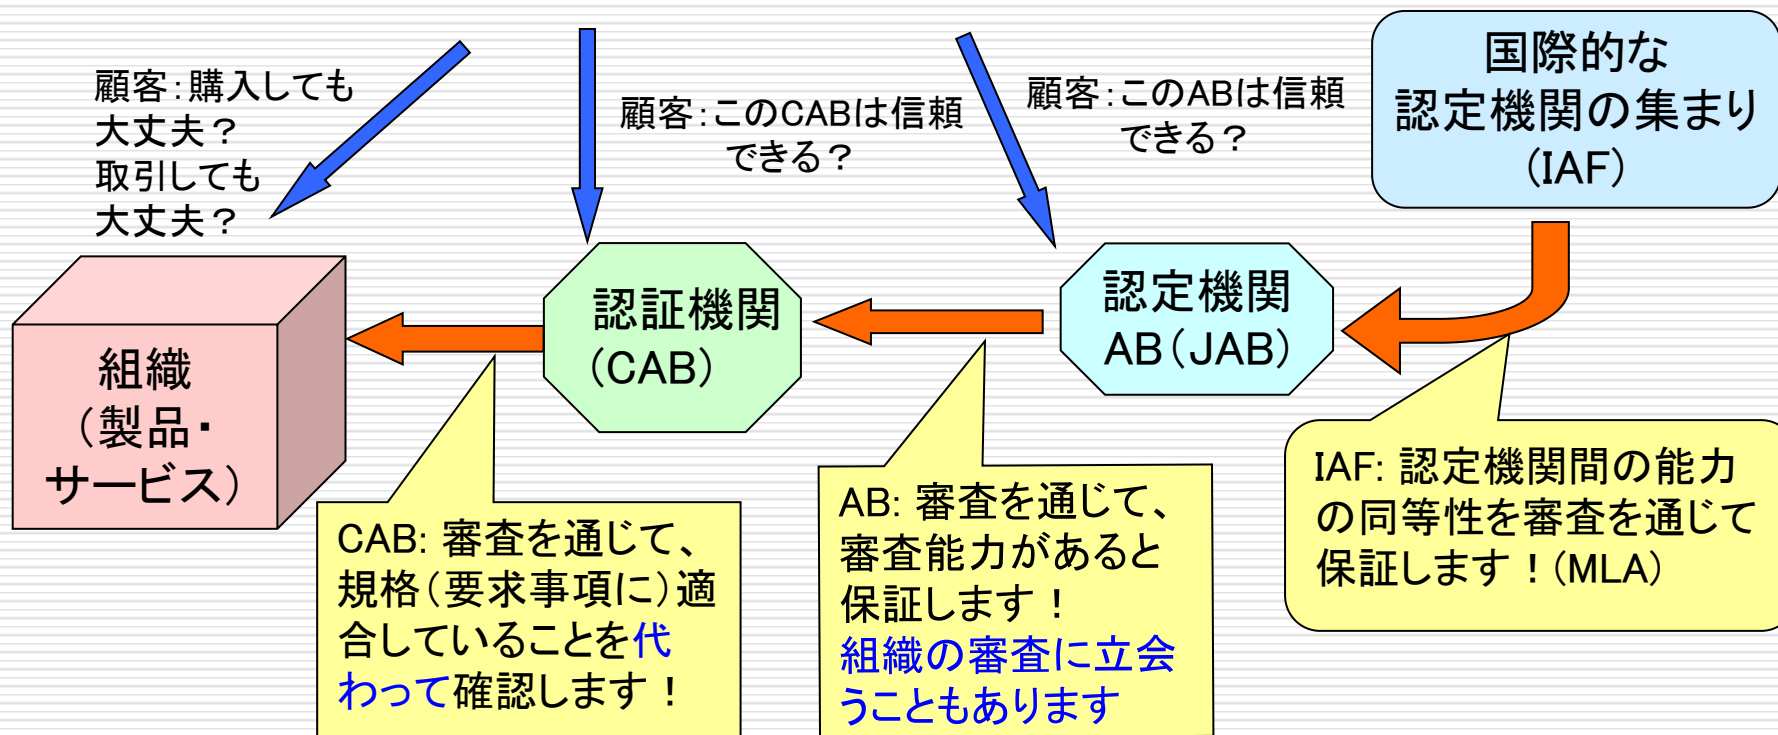 顧客：購入しても
大丈夫？
取引しても
大丈夫？
顧客：このCABは信頼
できる？
顧客：このABは信頼
できる？
国際的な
認定機関の集まり
(IAF)
組織
（製品・
サービス）
認証機関
(CAB)
認定機関
AB（JAB）
CAB: 審査を通じて、
規格（要求事項に）適
合していることを代
わって確認します！
AB: 審査を通じて、
審査能力があると
保証します！
組織の審査に立会
うこともあります
IAF: 認定機関間の能力
の同等性を審査を通じて
保証します！(MLA)